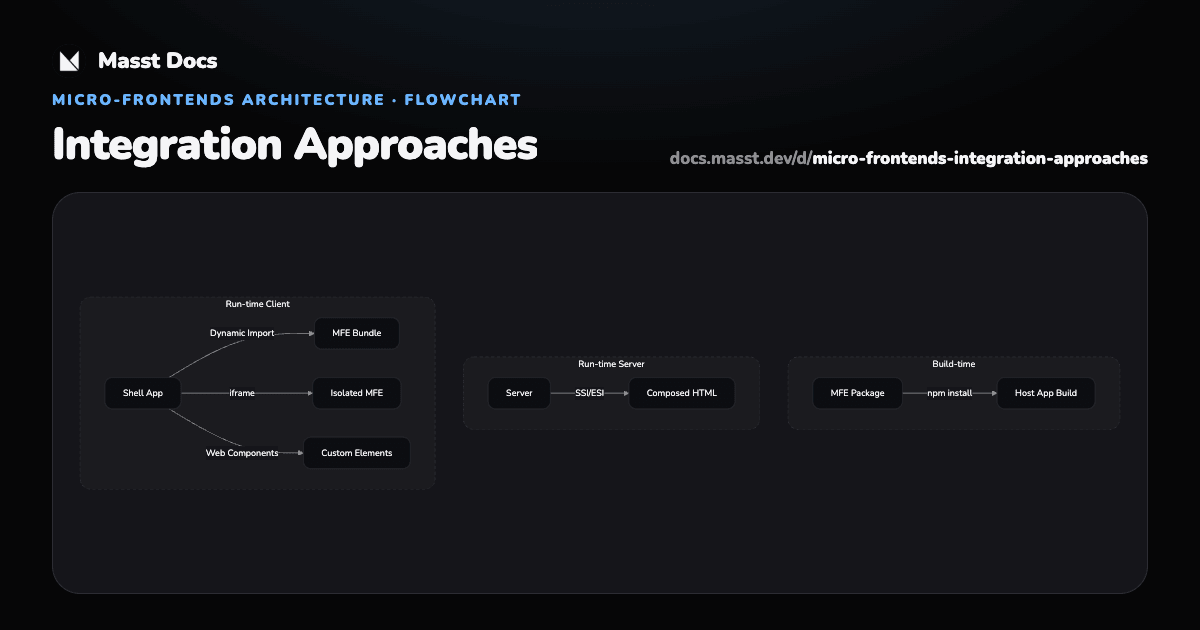 Masst Docs
MICRO-FRONTENDS ARCHITECTURE · FLOWCHART
Integration Approaches
docs.masst.dev/d/micro-frontends-integration-approaches
Run-time Client
Dynamic Import
MFE Bundle
Shell App
iframe
Isolated MFE
Web Components
Custom Elements
Run-time Server
Server
SSI/ESI
Composed HTML
Build-time
MFE Package
npm install
Host App Build